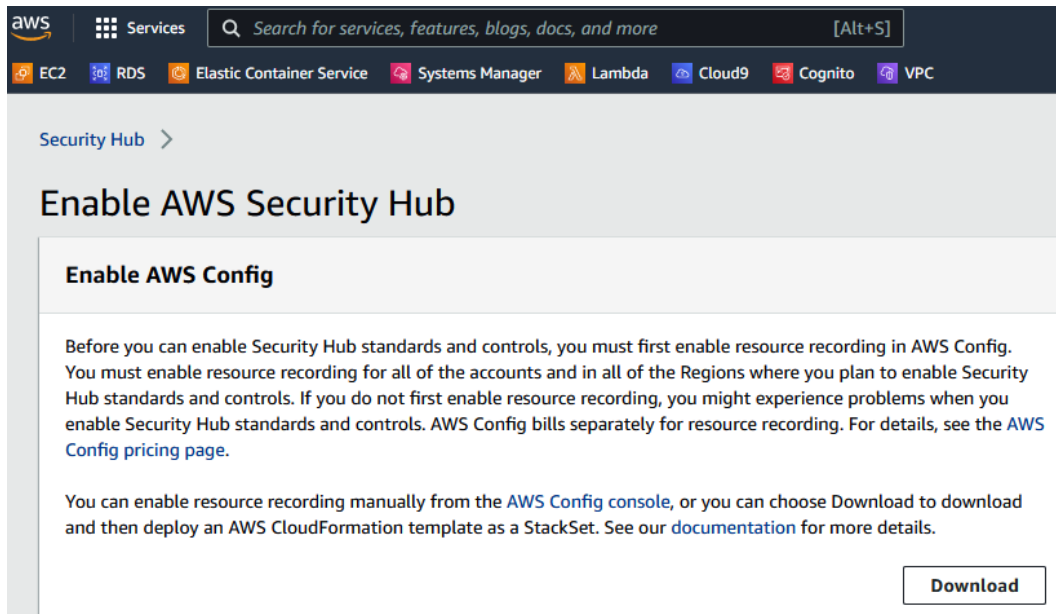 aws
Services
Search for services, features, blogs, docs, and more
[Alt+S]
EC2
RDS
Elastic Container Service
Systems Manager
Lambda
Cloud9
Cognito
VPC
Security Hub
Enable AWS Security Hub
Enable AWS Config
Before you can enable Security Hub standards and controls, you must first enable resource recording in AWS Config.
You must enable resource recording for all of the accounts and in all of the Regions where you plan to enable Security
Hub standards and controls. If you do not first enable resource recording, you might experience problems when you
enable Security Hub standards and controls. AWS Config bills separately for resource recording. For details, see the AWS
Config pricing page.
You can enable resource recording manually from the AWS Config console, or you can choose Download to download
and then deploy an AWS CloudFormation template as a StackSet. See our documentation for more details.
Download